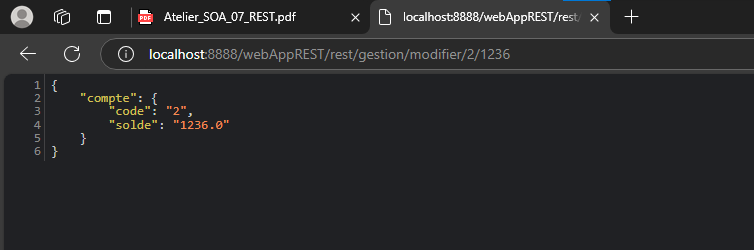 PDF Atelier_SOA_07_REST.pdf
localhost:8888/webAppREST/rest/
localhost:8888/webAppREST/rest/gestion/modifier/2/1236
1 {
2 "compte": {
3 "code": "2",
4 "solde": "1236.0"
5 }
6 }